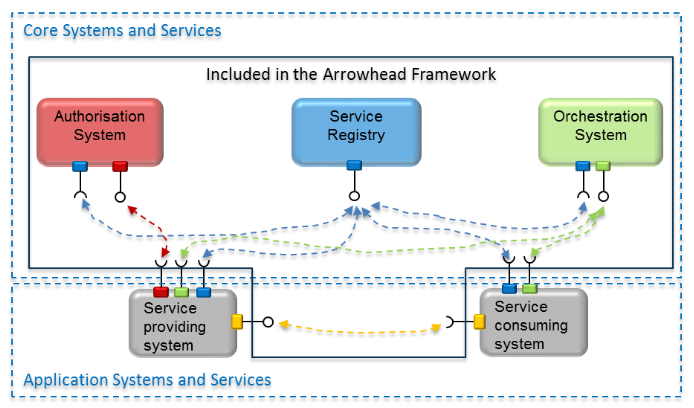 Core Systems and Services
Included in the Arrowhead Framework
Authorisation
System
Service
Registry
Orchestration
System
Service
providing
system
Service
consuming
system
Application Systems and Services